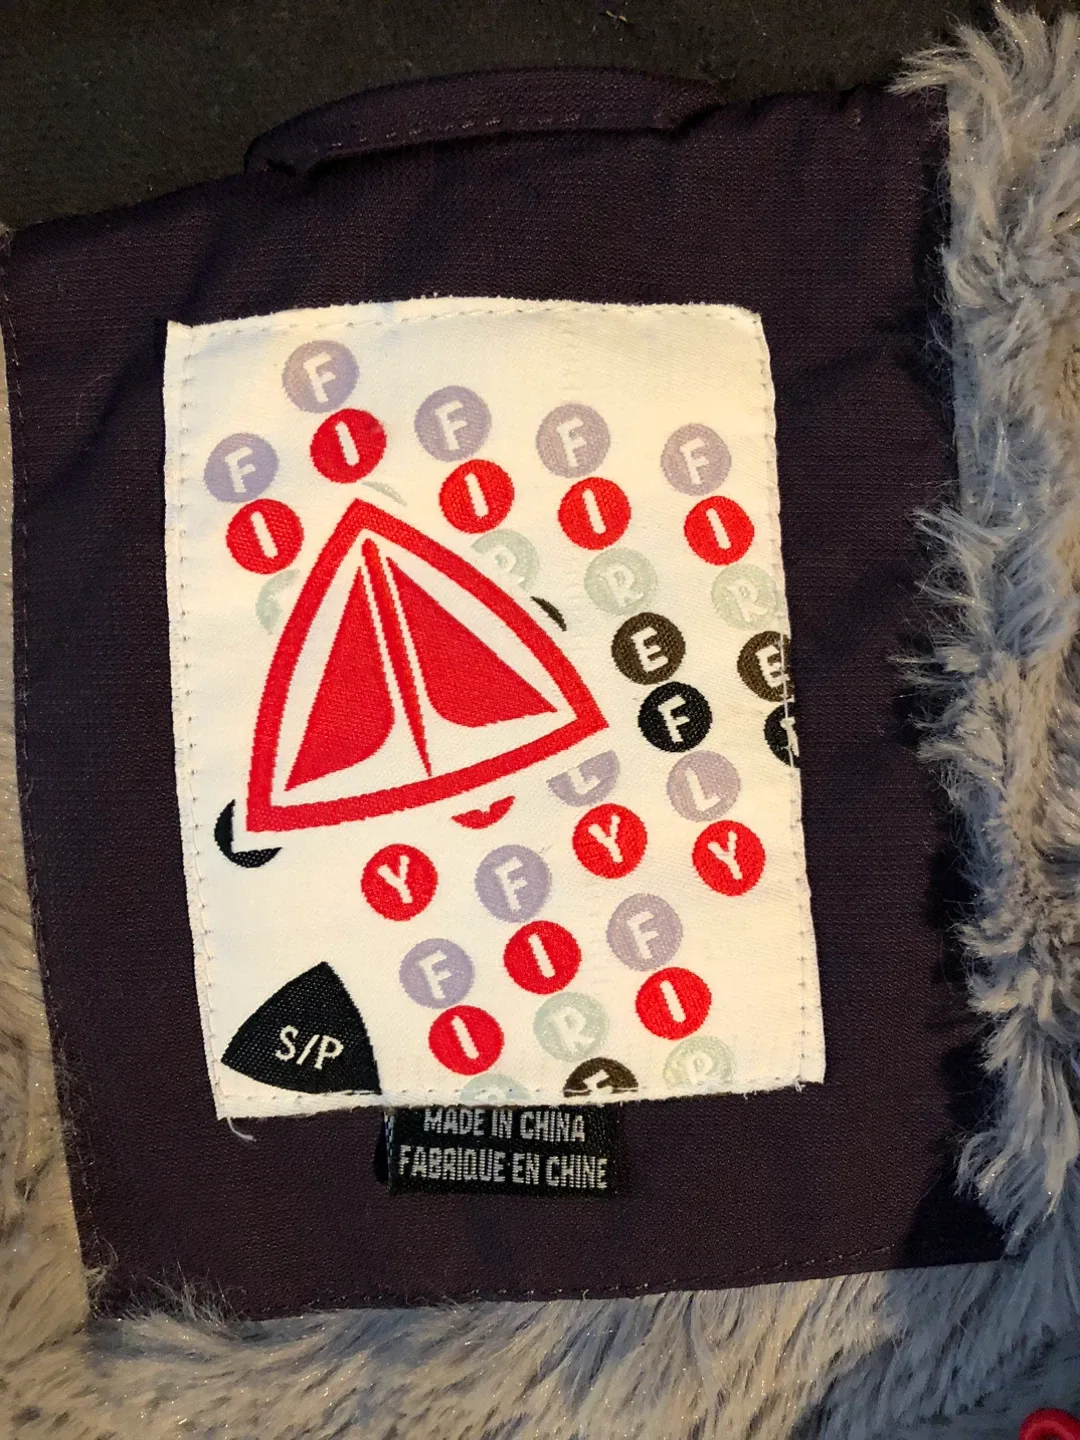 F I
F I
F I R
L Y F I R
F I R E F L Y
F I R E
Y F I
F I R E
S/P
MADE IN CHINA
FABRIQUE EN CHINE